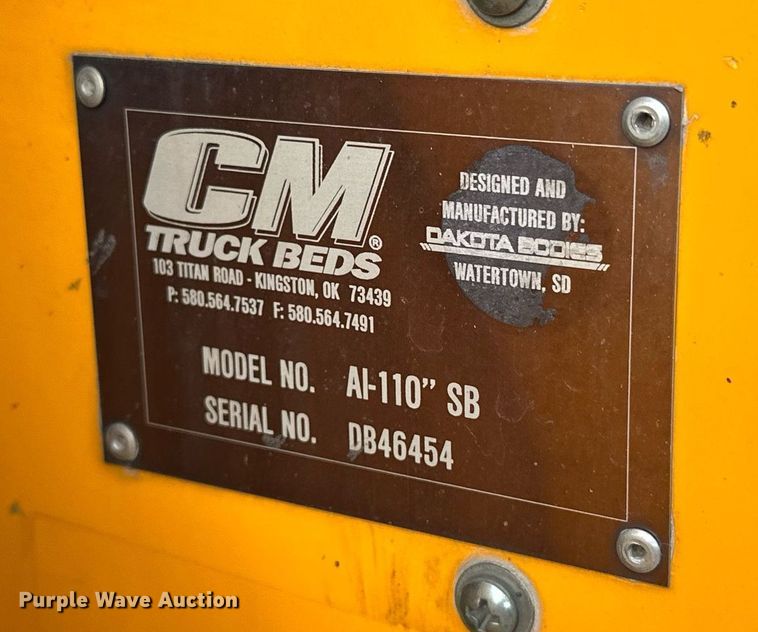 CM®
TRUCK BEDS
103 TITAN ROAD - KINGSTON, OK 73439
P: 580.564.7537 F: 580.564.7491
DESIGNED AND
MANUFACTURED BY:
DAKOTA BODIES
WATERTOWN, SD
MODEL NO. AI-110" SB
SERIAL NO. DB46454
Purple Wave Auction